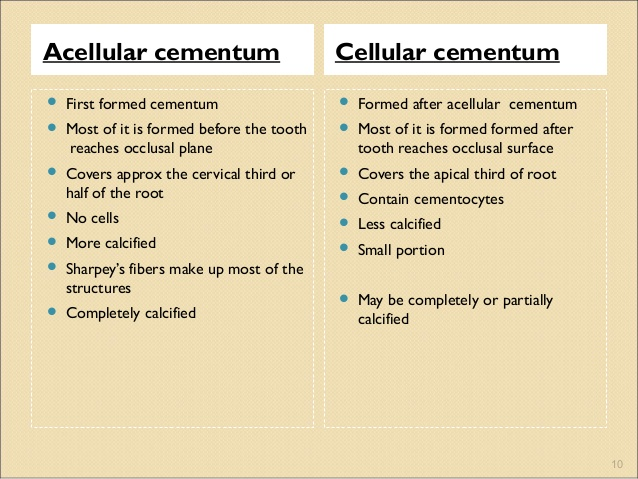 Acellular cementum
First formed cementum
Most of it is formed before the tooth
reaches occlusal plane
Covers approx the cervical third or
half of the root
No cells
More calcified
Sharpey's fibers make up most of the
structures
Completely calcified
Cellular cementum
Formed after acellular cementum
Most of it is formed formed after
tooth reaches occlusal surface
Covers the apical third of root
Contain cementocytes
Less calcified
Small portion
May be completely or partially
calcified
10